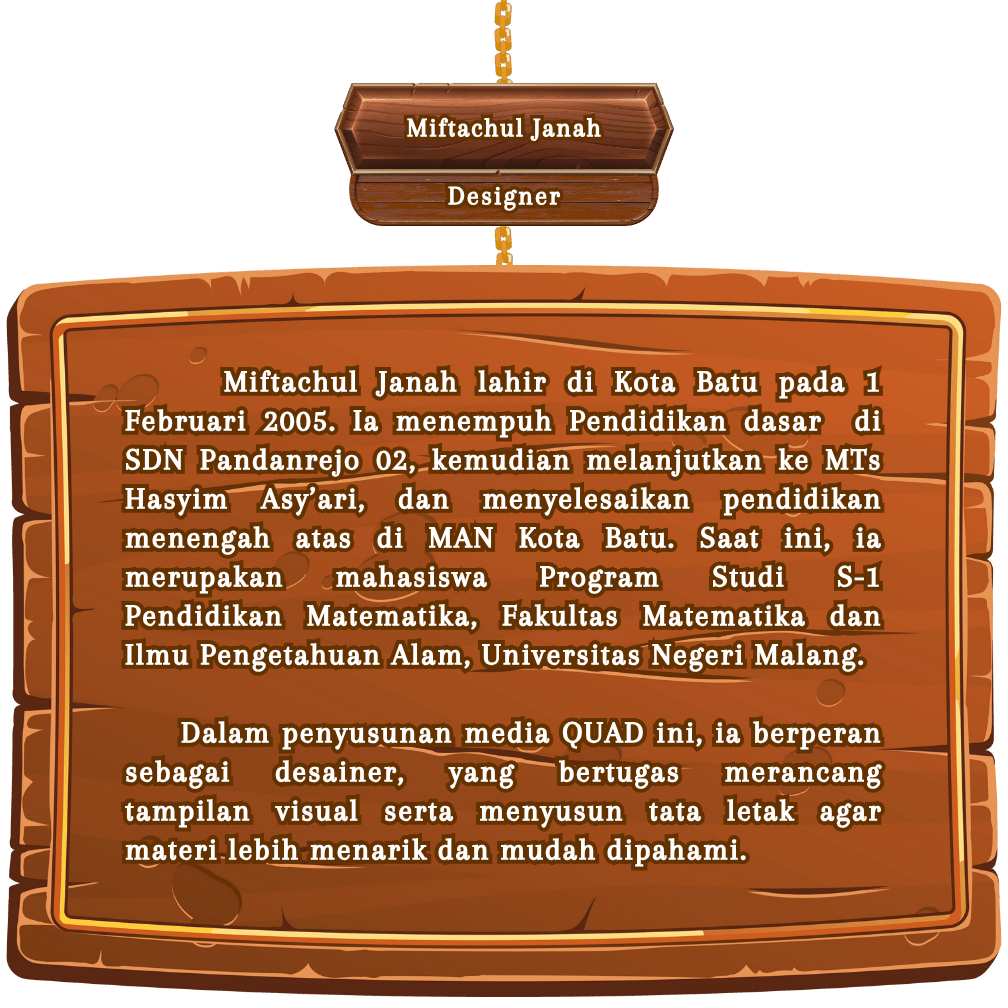 Miftachul Janah
Designer
Miftachul Janah lahir di Kota Batu pada 1
Februari 2005. Ia menempuh Pendidikan dasar di
SDN Pandanrejo 02, kemudian melanjutkan ke MTs
Hasyim Asy'ari, dan menyelesaikan pendidikan
menengah atas di MAN Kota Batu. Saat ini, ia
merupakan mahasiswa Program Studi S-1
Pendidikan Matematika, Fakultas Matematika dan
Ilmu Pengetahuan Alam, Universitas Negeri Malang.
Dalam penyusunan media QUAD ini, ia berperan
sebagai desainer, yang bertugas merancang
tampilan visual serta menyusun tata letak agar
materi lebih menarik dan mudah dipahami.